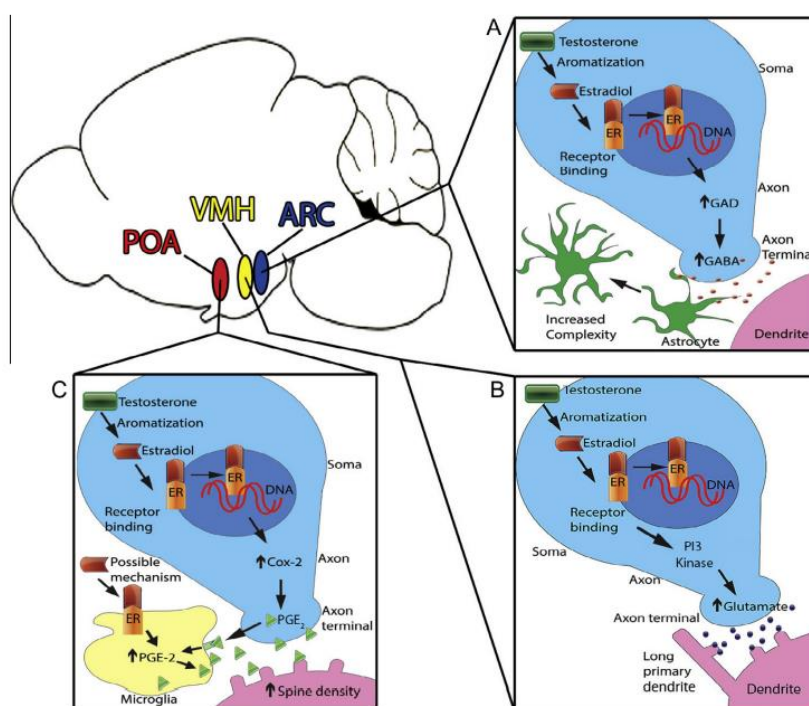 POA
VMH
ARC
A
Testosterone
Aromatization
Estradiol
ER
ER
DNA
Receptor
Binding
Soma
Axon
↑GAD
↑GABA
Axon
Terminal
Increased
Complexity
Astrocyte
Dendrite
C
Testosterone
Aromatization
Estradiol
ER
ER
DNA
Receptor
binding
Soma
Axon
↑Cox-2
PGE2
Axon
terminal
Possible
mechanism
ER
↑PGE-2
Microglia
↑Spine density
B
Testosterone
Aromatization
Estradiol
ER
ER
DNA
Receptor
binding
Soma
Axon
PI3
Kinase
↑Glutamate
Axon terminal
Long
primary
dendrite
Dendrite